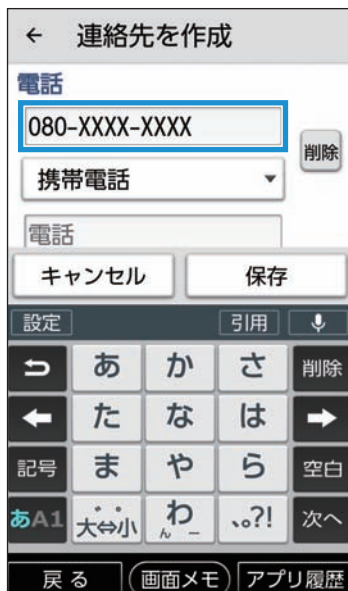 ← 連絡先を作成
電話
080-XXXX-XXXX
削除
携帯電話
電話
キャンセル 保存
設定 引用
あ か さ 削除
た な は
記号 ま や ら 空白
あA1 大⇔小 わ 、。?! 次へ
ん ー
戻る 画面メモ アプリ履歴